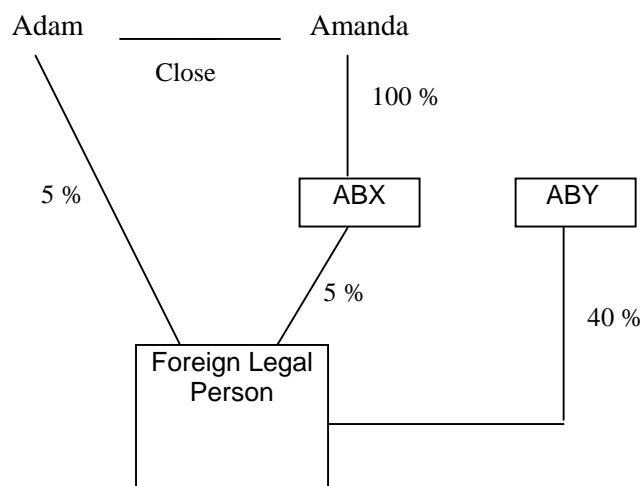 Adam
Amanda
Close
100 %
5 %
ABX
ABY
5 %
40 %
Foreign Legal
Person